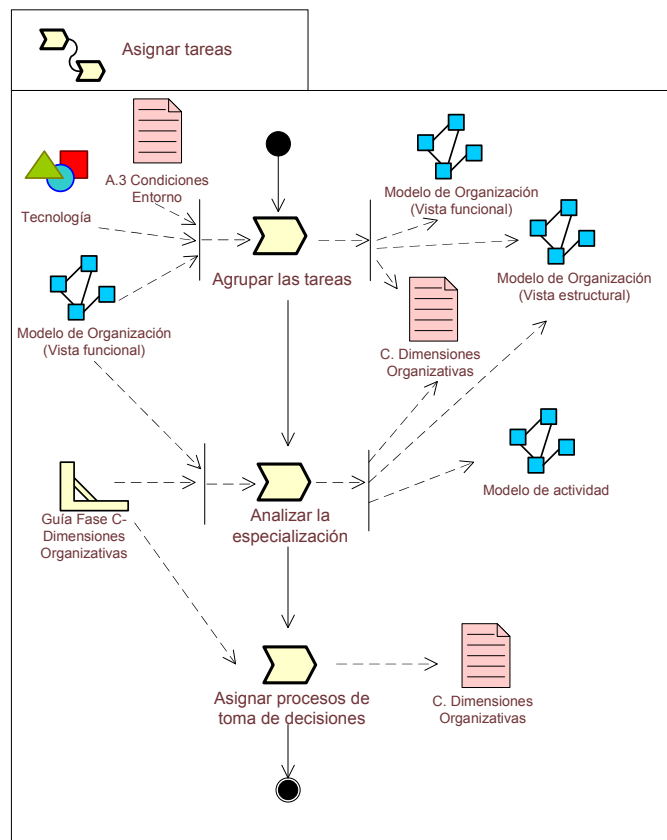 Asignar tareas
A.3 Condiciones
Entorno
Tecnología
Modelo de Organización
(Vista funcional)
Agrupar las tareas
Modelo de Organización
(Vista estructural)
Modelo de Organización
(Vista funcional)
C. Dimensiones
Organizativas
Modelo de actividad
Guía Fase C-
Dimensiones
Organizativas
Analizar la
especialización
Asignar procesos de
toma de decisiones
C. Dimensiones
Organizativas